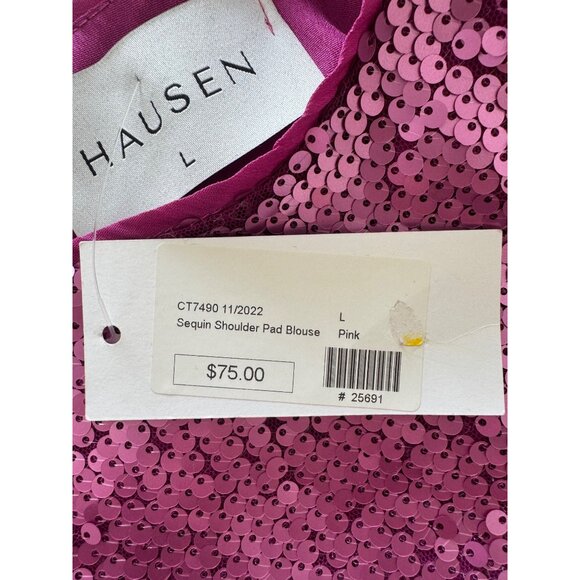 HAUSEN
L
CT7490 11/2022 L
Sequin Shoulder Pad Blouse Pink
$75.00
# 25691